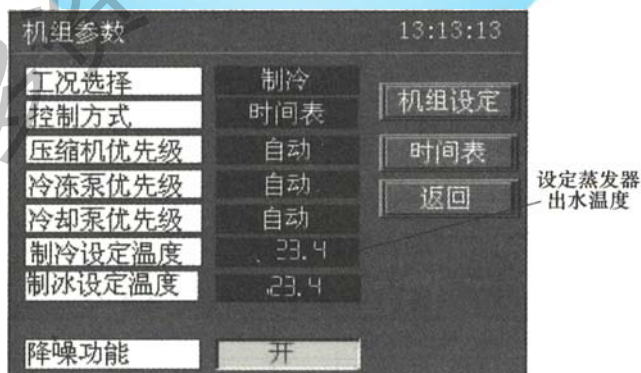 机组参数 13:13:13
工况选择 制冷
控制方式 时间表
压缩机优先级 自动
冷冻泵优先级 自动
冷却泵优先级 自动
制冷设定温度 23.4
制冰设定温度 23.4
降噪功能 开
机组设定
时间表
返回
设定蒸发器
出水温度